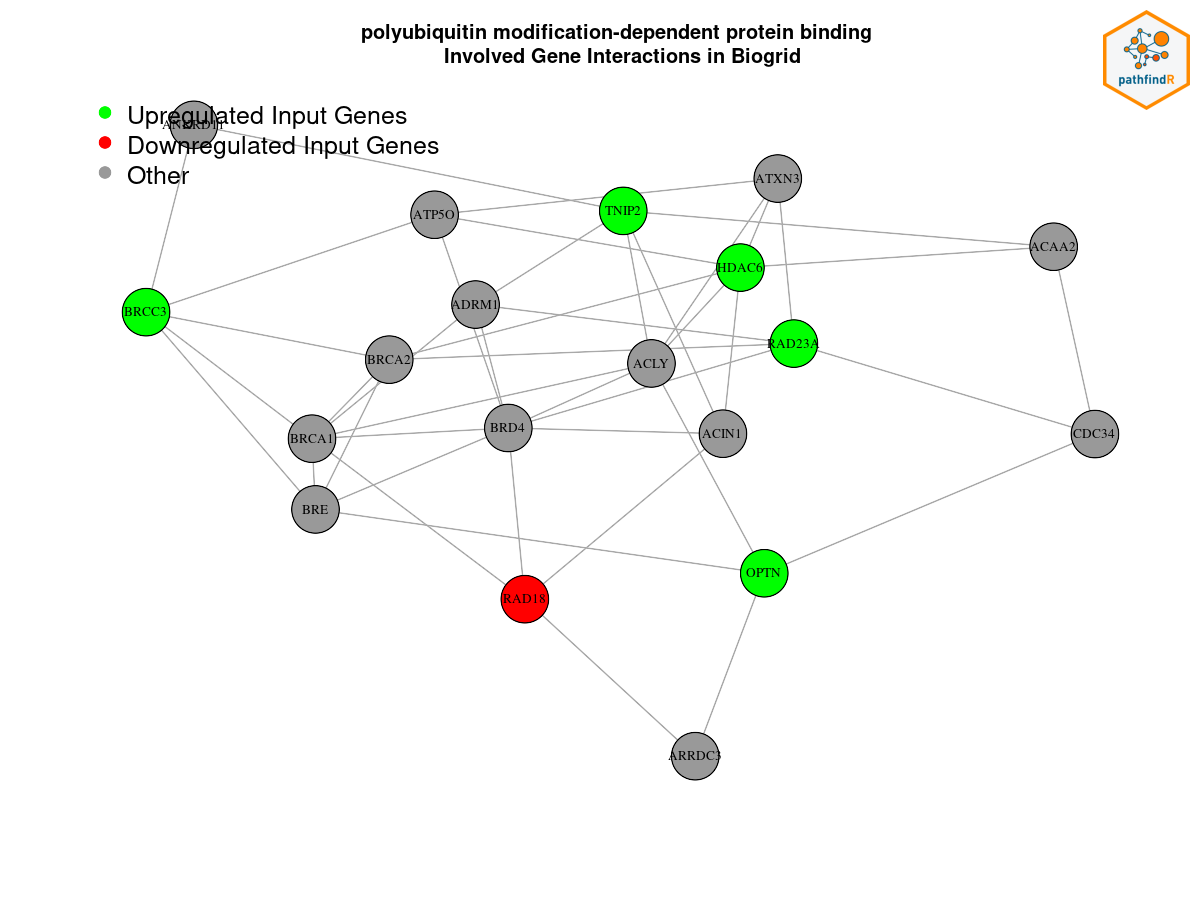 polyubiquitin modification-dependent protein binding
Involved Gene Interactions in Biogrid
pathfindR
Upregulated Input Genes
ANKRD11
Downregulated Input Genes
Other
ATXN3
TNIP2
ATP5O
ACAA2
HDAC6
ADRM1
BRCC3
RAD23A
BRCA2
ACLY
BRD4
ACIN1
CDC34
BRCA1
BRE
OPTN
RAD18
ARRDC3